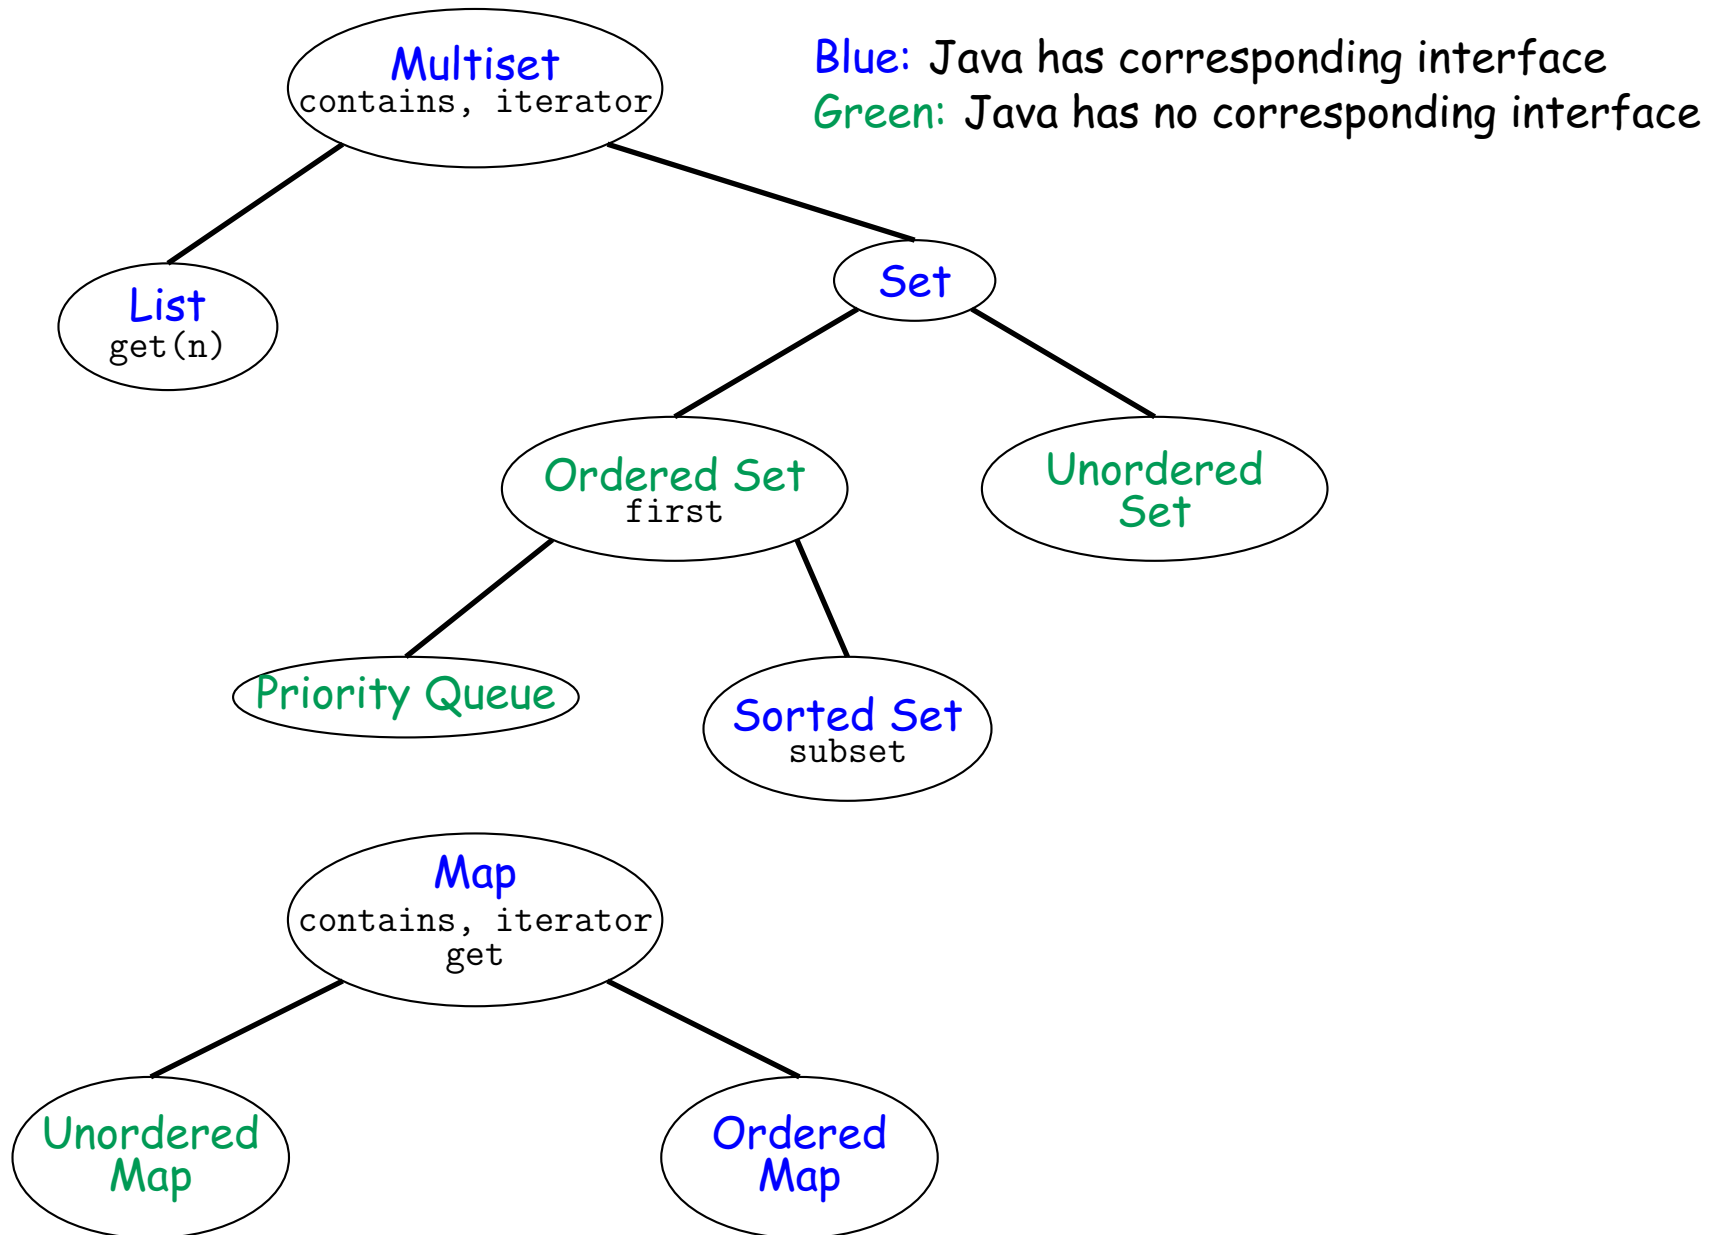 Multiset
contains, iterator
Blue: Java has corresponding interface
Green: Java has no corresponding interface
List
get(n)
Set
Ordered Set
first
Unordered
Set
Priority Queue
Sorted Set
subset
Map
contains, iterator
get
Unordered
Map
Ordered
Map